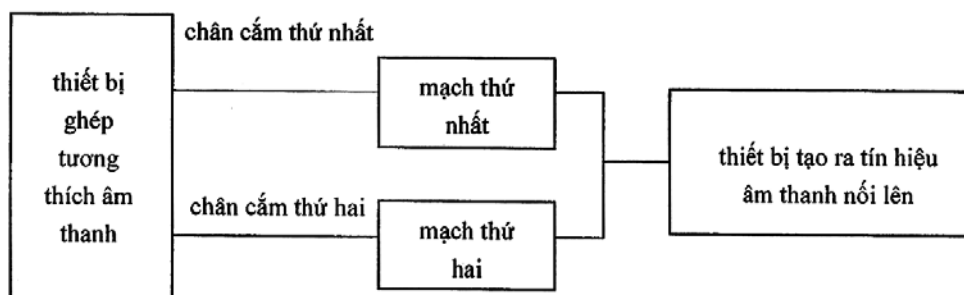 chân cắm thứ nhất
thiết bị
ghép
tương
thích âm
thanh
mạch thứ
nhất
thiết bị tạo ra tín hiệu
âm thanh nối lên
chân cắm thứ hai
mạch thứ
hai